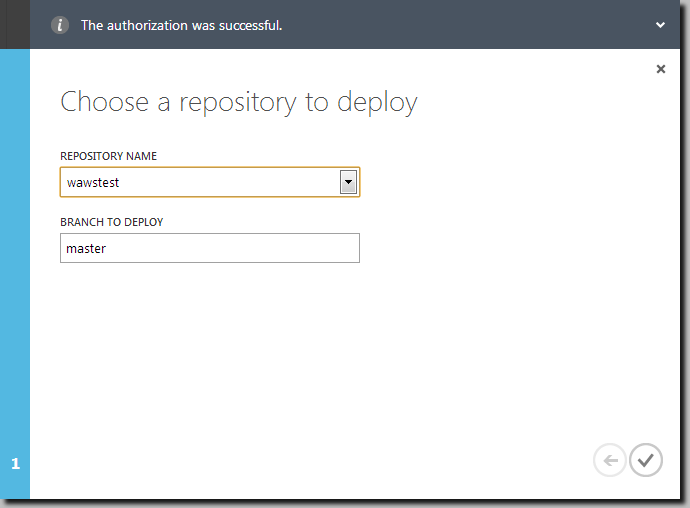 The authorization was successful.
Choose a repository to deploy
REPOSITORY NAME
wawstest
BRANCH TO DEPLOY
master
1